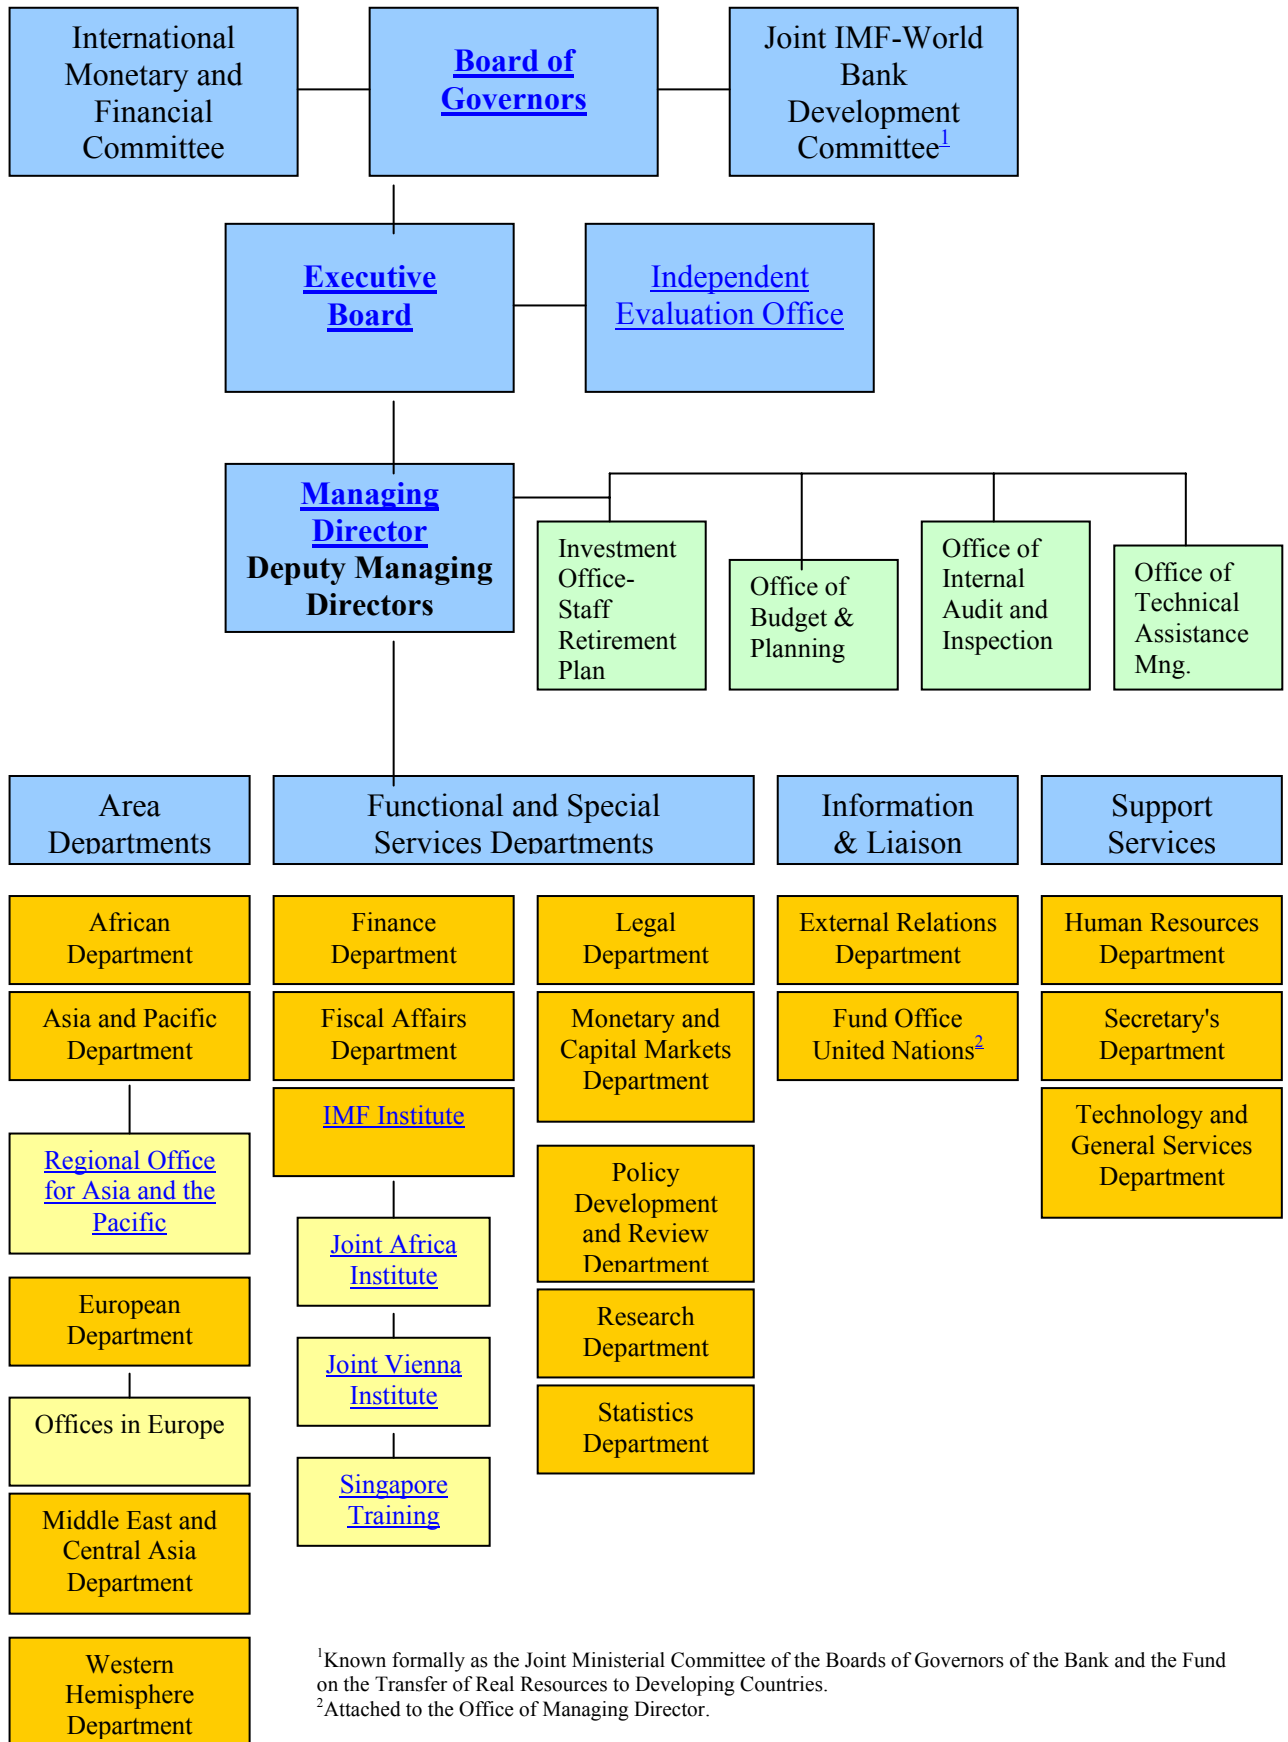 International
Monetary and
Financial
Committee
Board of
Governors
Joint IMF-World
Bank
Development
Committee1
Executive
Board
Independent
Evaluation Office
Managing
Director
Deputy Managing
Directors
Investment
Office-
Staff
Retirement
Plan
Office of
Budget &
Planning
Office of
Internal
Audit and
Inspection
Office of
Technical
Assistance
Mng.
Area
Departments
Functional and Special
Services Departments
Information
& Liaison
Support
Services
African
Department
Finance
Department
Legal
Department
External Relations
Department
Human Resources
Department
Asia and Pacific
Department
Fiscal Affairs
Department
Monetary and
Capital Markets
Department
Fund Office
United Nations2
Secretary's
Department
IMF Institute
Technology and
General Services
Department
Regional Office
for Asia and the
Pacific
Joint Africa
Institute
Policy
Development
and Review
Department
European
Department
Joint Vienna
Institute
Research
Department
Offices in Europe
Singapore
Training
Statistics
Department
Middle East and
Central Asia
Department
Western
Hemisphere
Department
1Known formally as the Joint Ministerial Committee of the Boards of Governors of the Bank and the Fund
on the Transfer of Real Resources to Developing Countries.
2Attached to the Office of Managing Director.